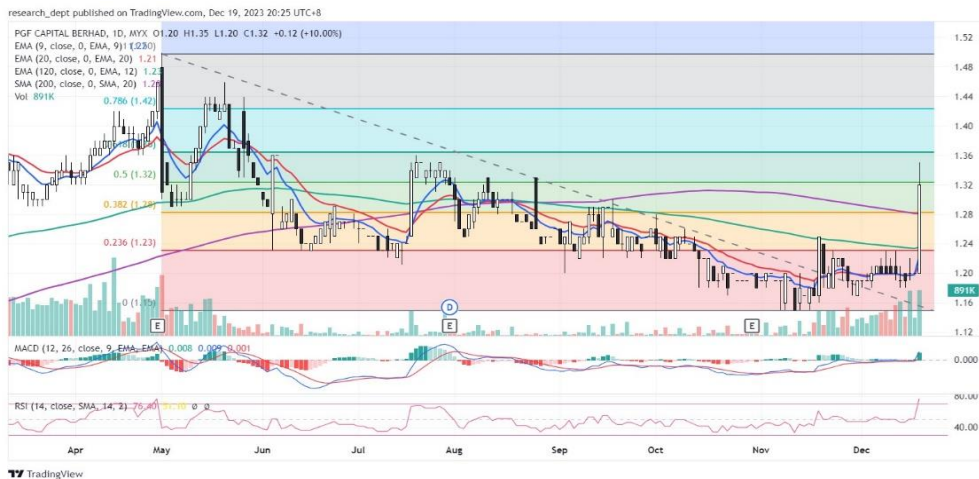 research_dept published on TradingView.com, Dec 19, 2023 20:25 UTC+8
PGF CAPITAL BERHAD, 1D, MYX O1.20 H1.35 L1.20 C1.32 +0.12 (+10.00%)
EMA (9, close, 0, EMA, 9)
EMA (20, close, 0, EMA, 20) 1.21
EMA (120, close, 0, EMA, 12)
SMA (200, close, 0, SMA, 20)
Vol 891K
0.786 (1.42)
0.5 (1.32)
0.382 (1.28)
0.236 (1.23)
1.52
1.48
1.44
1.40
1.36
1.32
1.28
1.24
1.20
891K
1.16
1.12
E
D
E
E
MACD (12, 26, close, 9, EMA, EMA) 0.008 0.009 0.001
0.000
RSI (14, close, SMA, 14, 2) 76.40 Ø Ø
80.00
40.00
Apr May Jun Jul Aug Sep Oct Nov Dec
TradingView